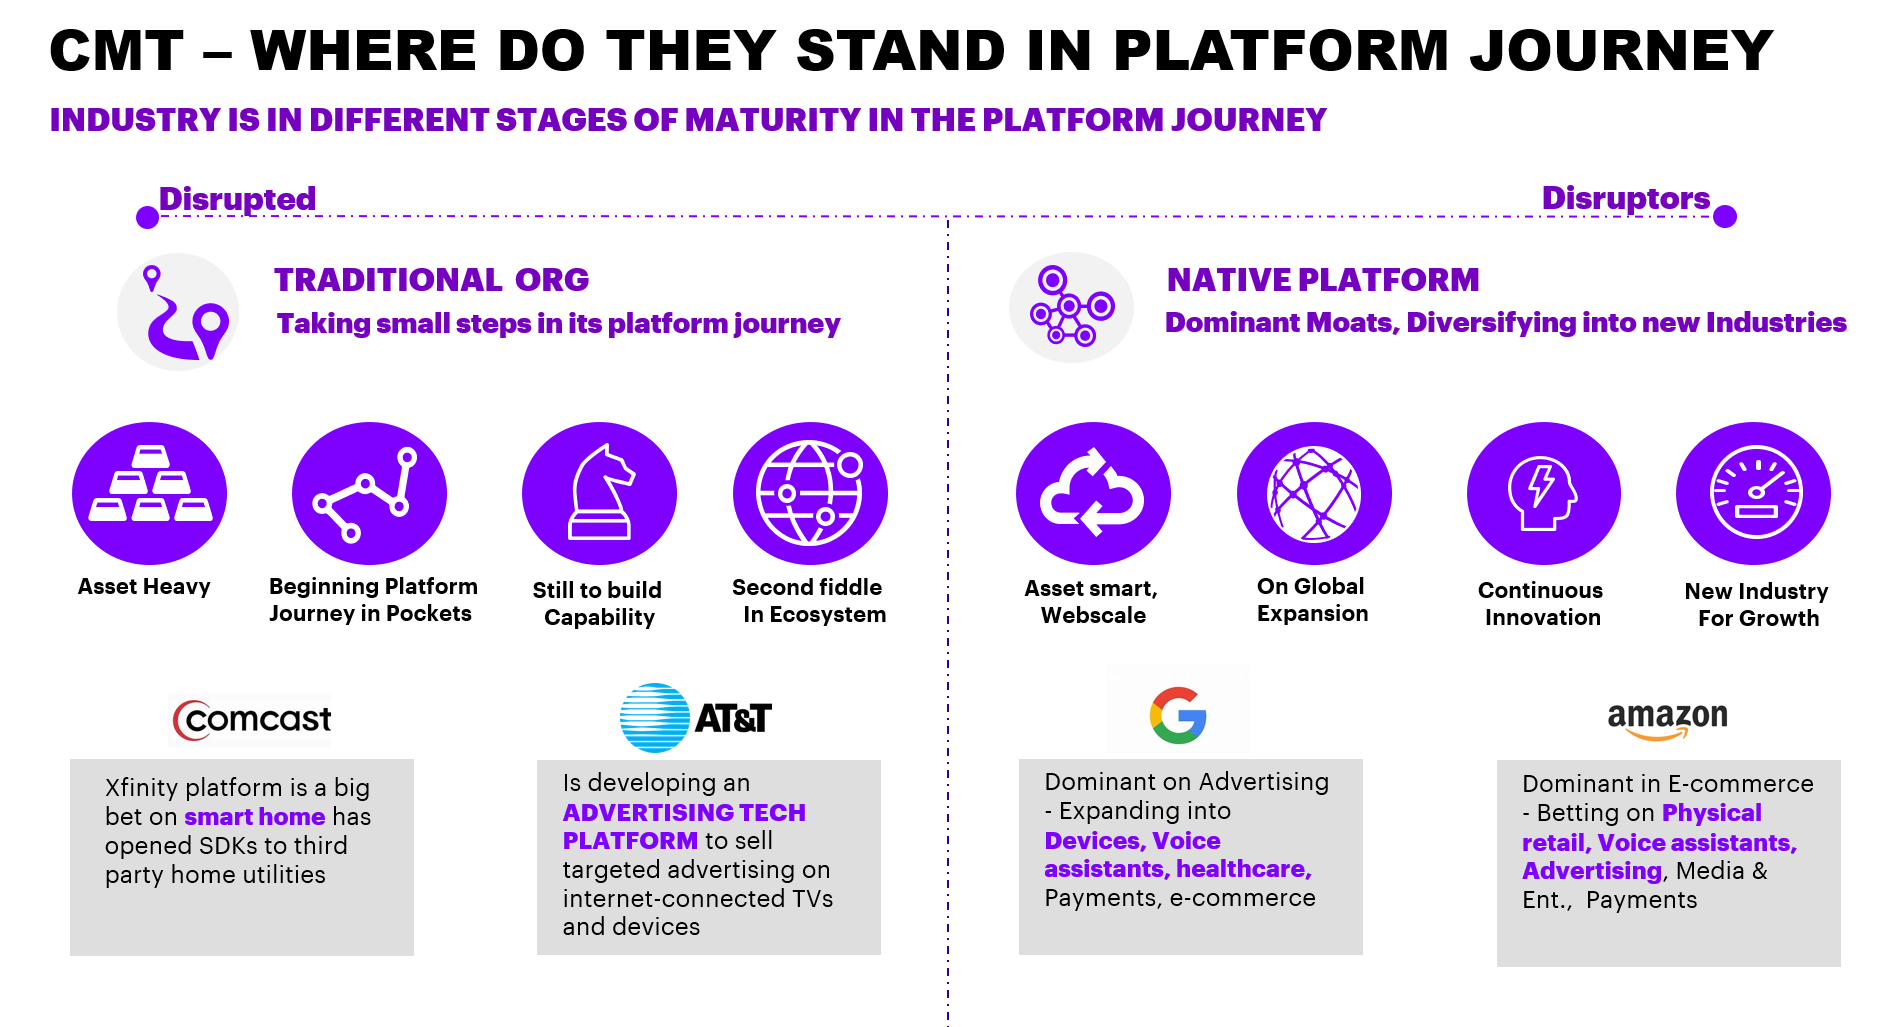 CMT – WHERE DO THEY STAND IN PLATFORM JOURNEY
INDUSTRY IS IN DIFFERENT STAGES OF MATURITY IN THE PLATFORM JOURNEY
Disrupted
Disruptors
TRADITIONAL ORG
Taking small steps in its platform journey
NATIVE PLATFORM
Dominant Moats, Diversifying into new Industries
Asset Heavy
Beginning Platform
Journey in Pockets
Still to build
Capability
Second fiddle
In Ecosystem
Asset smart,
Webscale
On Global
Expansion
Continuous
Innovation
New Industry
For Growth
comcast
Xfinity platform is a big
bet on smart home has
opened SDKs to third
party home utilities
AT&T
Is developing an
ADVERTISING TECH
PLATFORM to sell
targeted advertising on
internet-connected TVs
and devices
G
Dominant on Advertising
- Expanding into
Devices, Voice
assistants, healthcare,
Payments, e-commerce
amazon
Dominant in E-commerce
- Betting on Physical
retail, Voice assistants,
Advertising, Media &
Ent., Payments